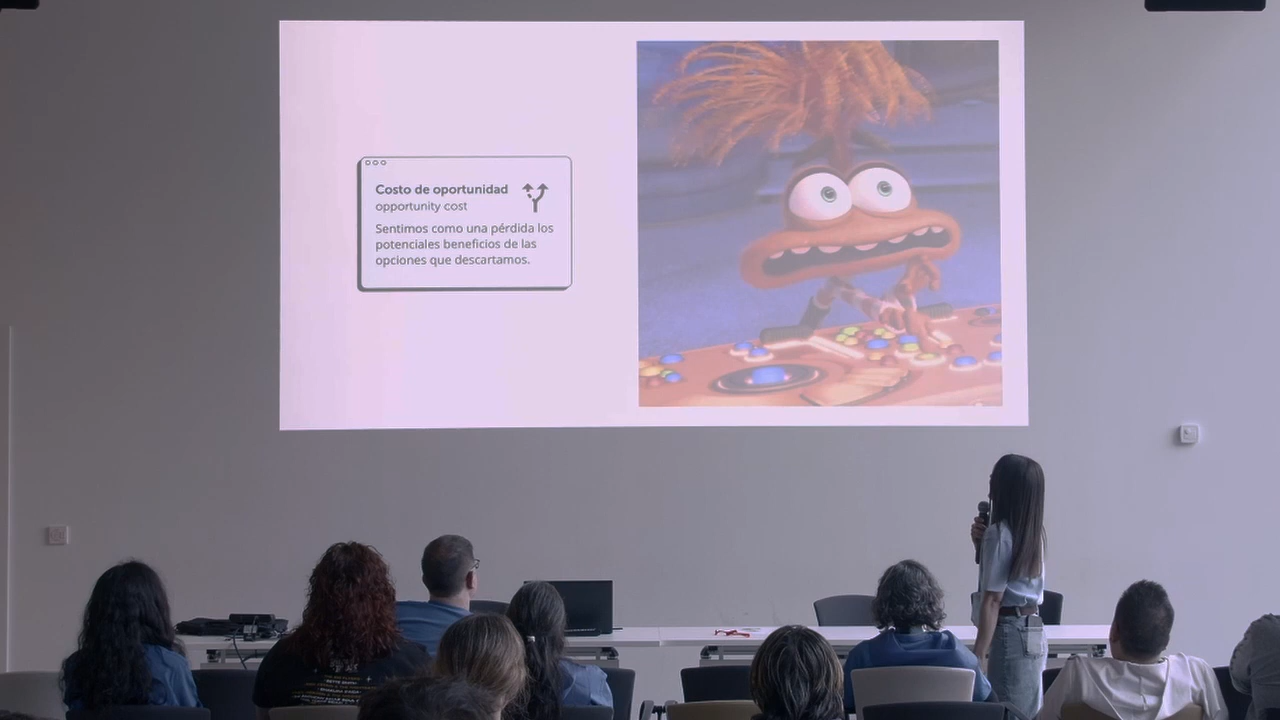 Costo de oportunidad
opportunity cost
Sentimos como una pérdida los
potenciales beneficios de las
opciones que descartamos.